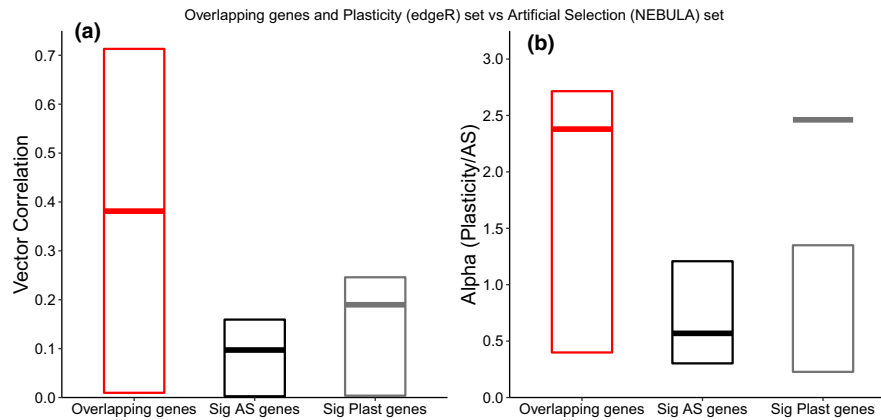 Overlapping genes and Plasticity (edgeR) set vs Artificial Selection (NEBULA) set
(a)
Vector Correlation
0.7
0.6
0.5
0.4
0.3
0.2
0.1
0.0
Overlapping genes Sig AS genes Sig Plast genes
(b)
Alpha (Plasticity/AS)
3.0
2.5
2.0
1.5
1.0
0.5
0.0
Overlapping genes Sig AS genes Sig Plast genes